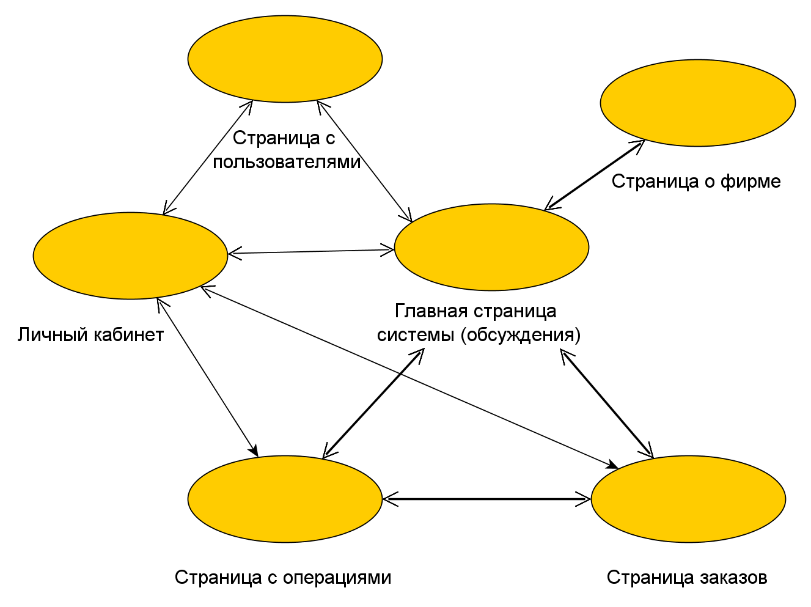 Страница с
пользователями
Страница о фирме
Главная страница
системы (обсуждения)
Личный кабинет
Страница с операциями
Страница заказов